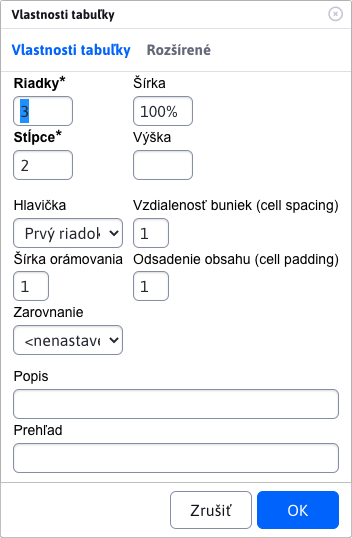 Vlastnosti tabuľky
Vlastnosti tabuľky Rozšírené
Riadky* Šírka
3 100%
Stĺpce* Výška
2
Hlavička Vzdialenosť buniek (cell spacing)
Prvý riadok 1
Šírka orámovania Odsadenie obsahu (cell padding)
1 1
Zarovnanie
<nenastave
Popis
Prehľad
Zrušiť OK